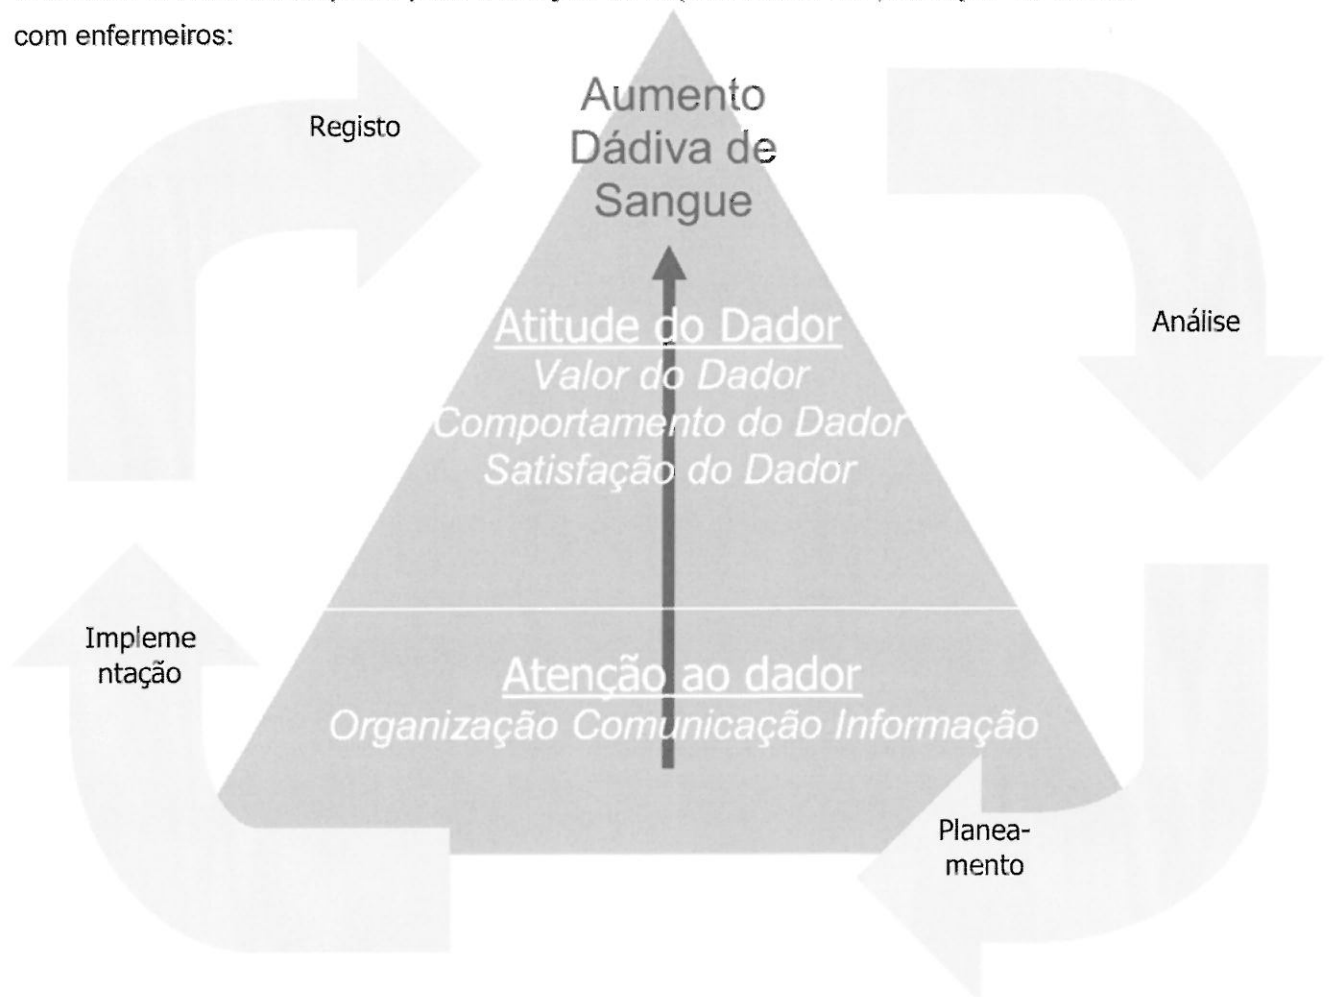 com enfermeiros:
Aumento
Dádiva de
Sangue
Registo
Análise
Atitude do Dador
Valor do Dador
Comportamento do Dador
Satisfação do Dador
Impleme
ntação
Atenção ao dador
Organização Comunicação Informação
Planea-
mento